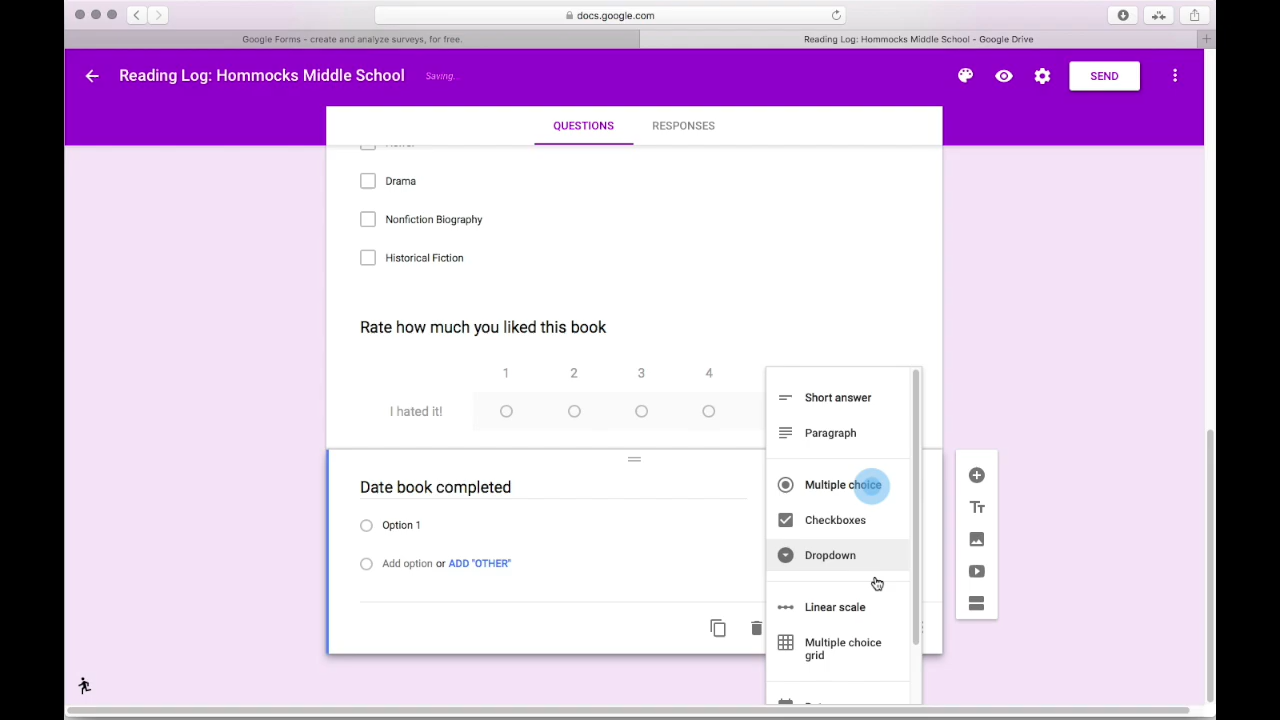 docs.google.com
Google Forms - create and analyze surveys, for free.
Reading Log: Hommocks Middle School - Google Drive
Reading Log: Hommocks Middle School
Saving...
SEND
QUESTIONS
RESPONSES
Drama
Nonfiction Biography
Historical Fiction
Rate how much you liked this book
1 2 3 4
I hated it!
Date book completed
Option 1
Add option or ADD "OTHER"
Short answer
Paragraph
Multiple choice
Checkboxes
Dropdown
Linear scale
Multiple choice
grid